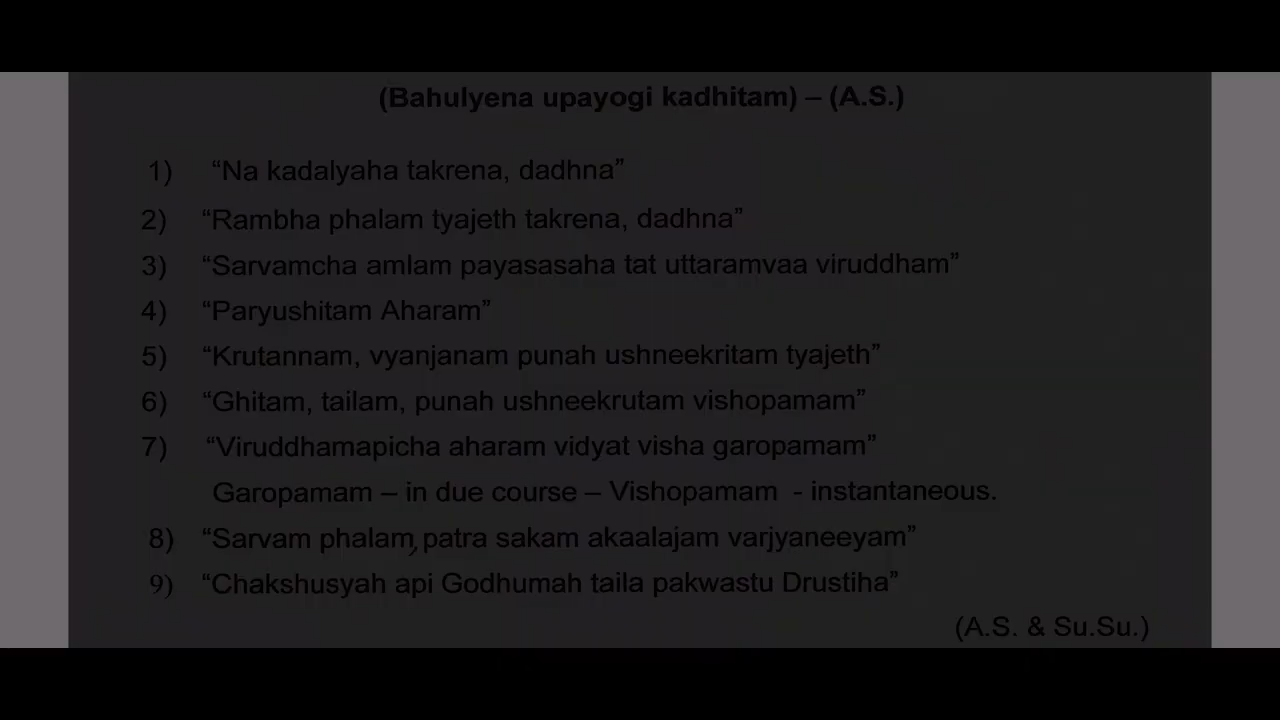 (Bahulyena upayogi kadhitam) – (A.S.)
1) “Na kadalyaha takrena, dadhna”
2) “Rambha phalam tyajeth takrena, dadhna”
3) “Sarvamcha amlam payasasaha tat uttaramvaa viruddham”
4) “Paryushitam Aharam”
5) “Krutannam, vyanjanam punah ushneekritam tyajeth”
6) “Ghitam, tailam, punah ushneekrutam vishopamam”
7) “Viruddhamapicha aharam vidyat visha garopamam”
Garopamam – in due course – Vishopamam - instantaneous.
8) “Sarvam phalam, patra sakam akaalajam varjyaneeyam”
9) “Chakshusyah api Godhumah taila pakwastu Drustiha”
(A.S. & Su.Su.)